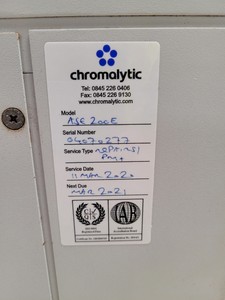 chromalytic
Tel: 0845 226 0406
Fax: 0845 226 9130
www.chromalytic.com
Model
ASE 200E
Serial Number
04070277
Service Type
Service Date
11 MAR 2020
Next Due
MAR 2021